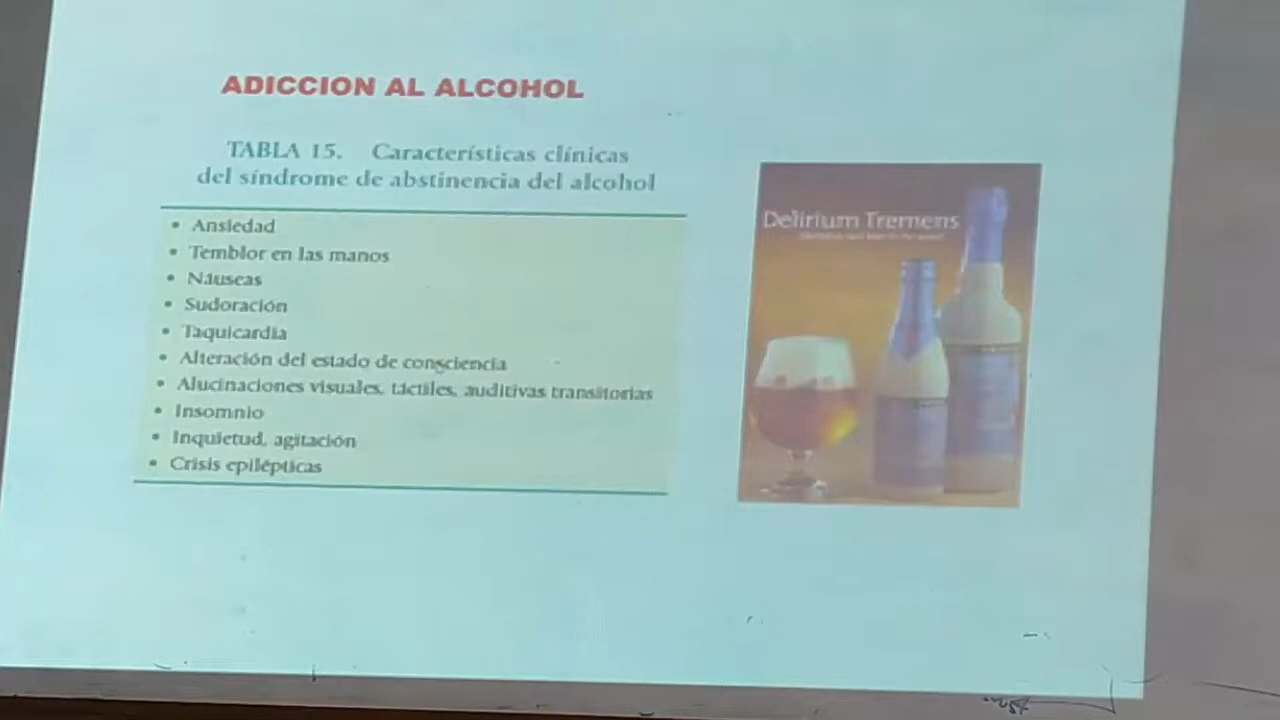 ADICCION AL ALCOHOL
TABLA 15. Características clínicas
del síndrome de abstinencia del alcohol
• Ansiedad
• Temblor en las manos
• Náuseas
• Sudoración
• Taquicardia
• Alteración del estado de consciencia
• Alucinaciones visuales, táctiles, auditivas transitorias
• Insomnio
• Inquietud, agitación
• Crisis epilépticas
Delirium Tremens